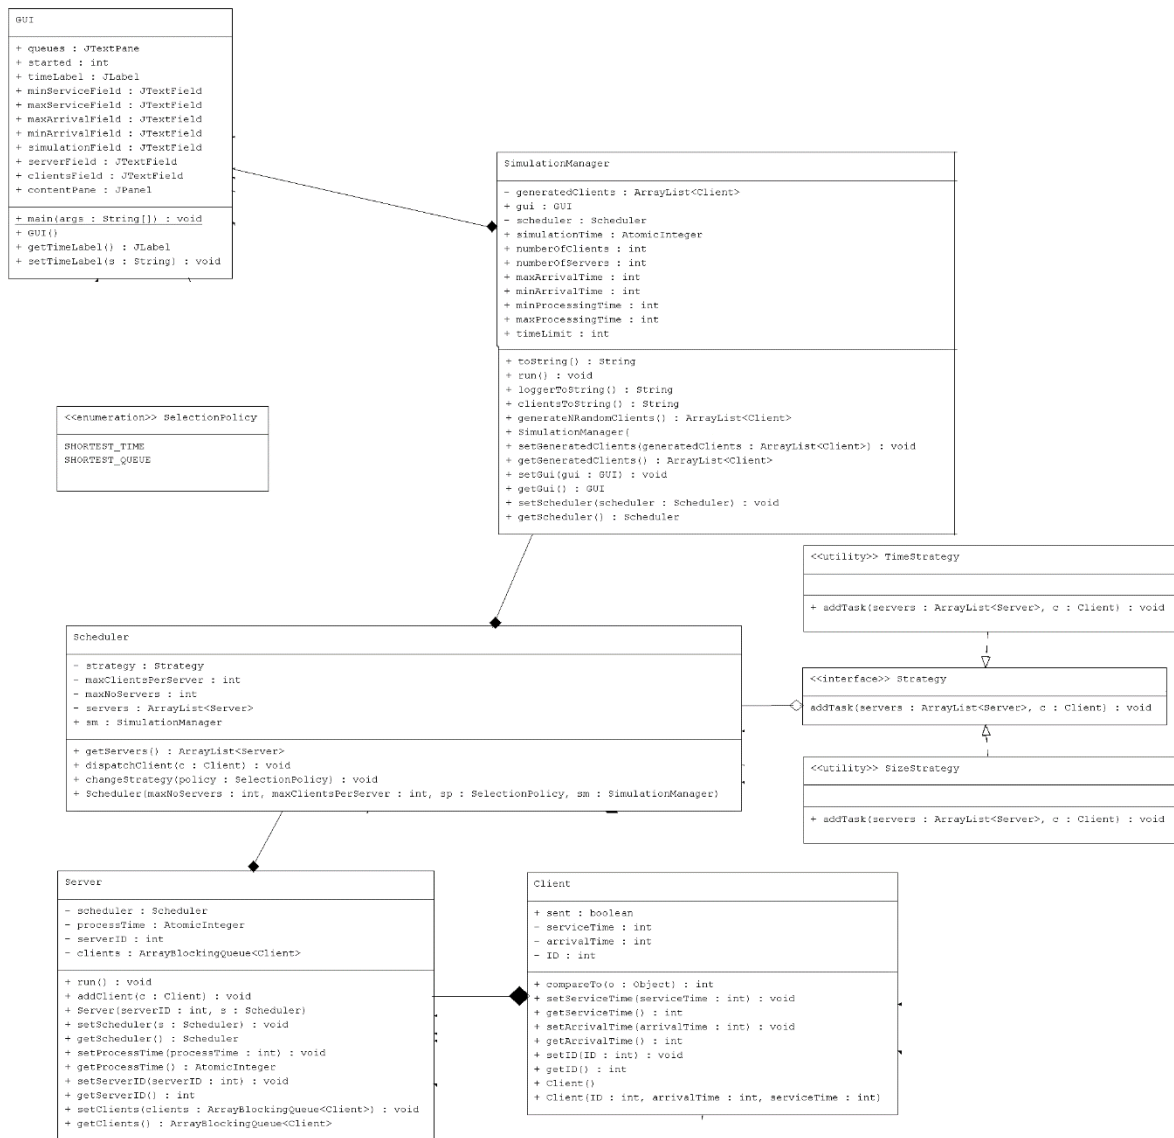 GUI
+ queues : JTextPane
+ started : int
+ timeLabel : JLabel
+ minServiceField : JTextField
+ maxServiceField : JTextField
+ maxArrivalField : JTextField
+ minArrivalField : JTextField
+ simulationField : JTextField
+ serverField : JTextField
+ clientsField : JTextField
+ contentPane : JPanel
+ main(args : String[]) : void
+ GUI()
+ getTimeLabel() : JLabel
+ setTimeLabel(s : String) : void
SimulationManager
- generatedClients : ArrayList<Client>
+ gui : GUI
- scheduler : Scheduler
+ simulationTime : AtomicInteger
+ numberOfClients : int
+ numberOfServers : int
+ maxArrivalTime : int
+ minArrivalTime : int
+ minProcessingTime : int
+ maxProcessingTime : int
+ timeLimit : int
+ toString() : String
+ run() : void
+ loggerToString() : String
+ clientsToString() : String
+ generateNRandomClients() : ArrayList<Client>
+ SimulationManager(
+ setGeneratedClients(generatedClients : ArrayList<Client>) : void
+ getGeneratedClients() : ArrayList<Client>
+ setGui(gui : GUI) : void
+ getGui() : GUI
+ setScheduler(scheduler : Scheduler) : void
+ getScheduler() : Scheduler
<<enumeration>> SelectionPolicy
SHORTEST_TIME
SHORTEST_QUEUE
<<utility>> TimeStrategy
+ addTask(servers : ArrayList<Server>, c : Client) : void
<<interface>> Strategy
addTask(servers : ArrayList<Server>, c : Client) : void
<<utility>> SizeStrategy
+ addTask(servers : ArrayList<Server>, c : Client) : void
Scheduler
- strategy : Strategy
- maxClientsPerServer : int
- maxNoServers : int
- servers : ArrayList<Server>
+ sm : SimulationManager
+ getServers() : ArrayList<Server>
+ dispatchClient(c : Client) : void
+ changeStrategy(policy : SelectionPolicy) : void
+ Scheduler(maxNoServers : int, maxClientsPerServer : int, sp : SelectionPolicy, sm : SimulationManager)
Server
- scheduler : Scheduler
- processTime : AtomicInteger
- serverID : int
- clients : ArrayBlockingQueue<Client>
+ run() : void
+ addClient(c : Client) : void
+ Server(serverID : int, s : Scheduler)
+ setScheduler(s : Scheduler) : void
+ getScheduler() : Scheduler
+ setProcessTime(processTime : int) : void
+ getProcessTime() : AtomicInteger
+ setServerID(serverID : int) : void
+ getServerID() : int
+ setClients(clients : ArrayBlockingQueue<Client>) : void
+ getClients() : ArrayBlockingQueue<Client>
Client
+ sent : boolean
- serviceTime : int
- arrivalTime : int
- ID : int
+ compareTo(o : Object) : int
+ setServiceTime(serviceTime : int) : void
+ getServiceTime() : int
+ setArrivalTime(arrivalTime : int) : void
+ getArrivalTime() : int
+ setID(ID : int) : void
+ getID() : int
+ Client()
+ Client(ID : int, arrivalTime : int, serviceTime : int)